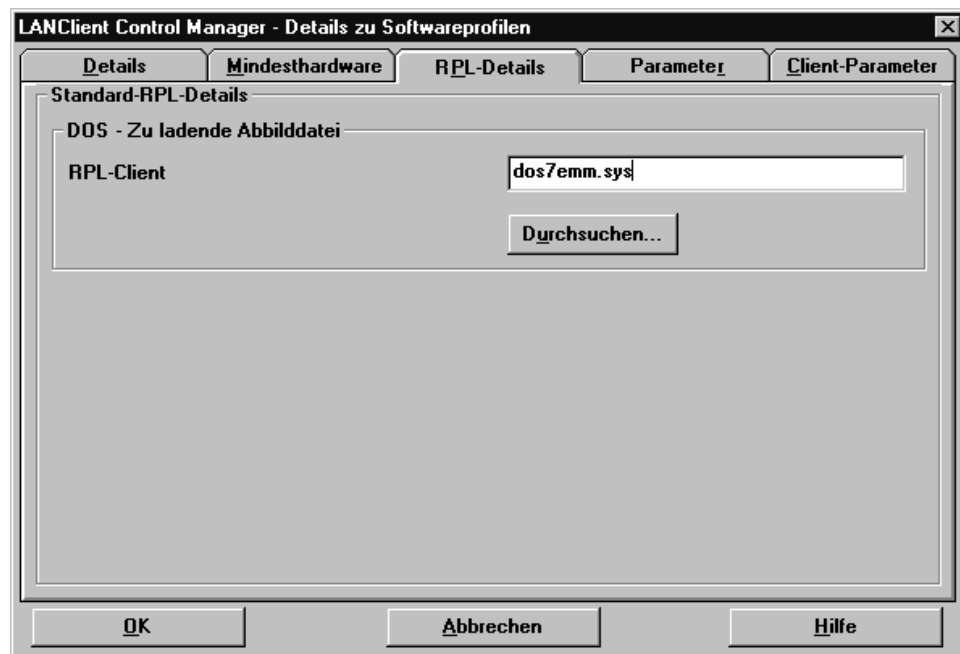 LANClient Control Manager - Details zu Softwareprofilen
Details Mindesthardware RPL-Details Parameter Client-Parameter
Standard-RPL-Details
DOS - Zu ladende Abbilddatei
RPL-Client dos7emm.sys
Durchsuchen...
OK Abbrechen Hilfe